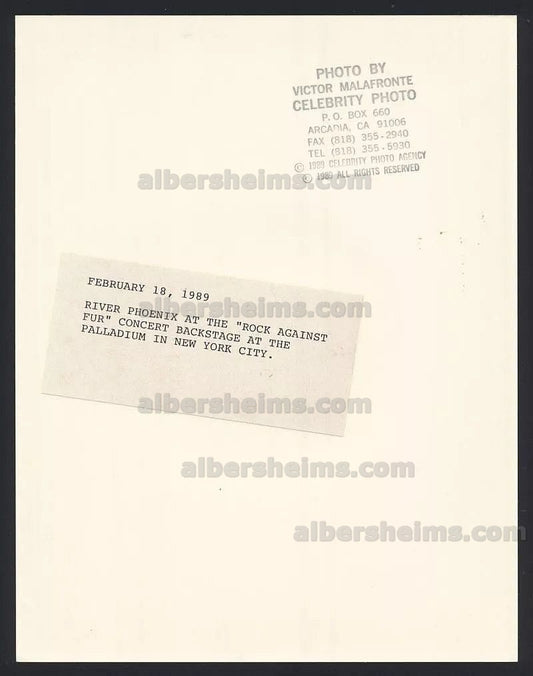 PHOTO BY
VICTOR MALAFRONTE
CELEBRITY PHOTO
P.O. BOX 660
ARCADIA, CA 91006
FAX (818) 355-2940
TEL (818) 355-5930
© 1989 CELEBRITY PHOTO AGENCY
© 1989 ALL RIGHTS RESERVED
albersheims.com
FEBRUARY 18, 1989
RIVER PHOENIX AT THE "ROCK AGAINST
FUR" CONCERT BACKSTAGE AT THE
PALLADIUM IN NEW YORK CITY.
albersheims.com
albersheims.com
albersheims.com
albersheims.com